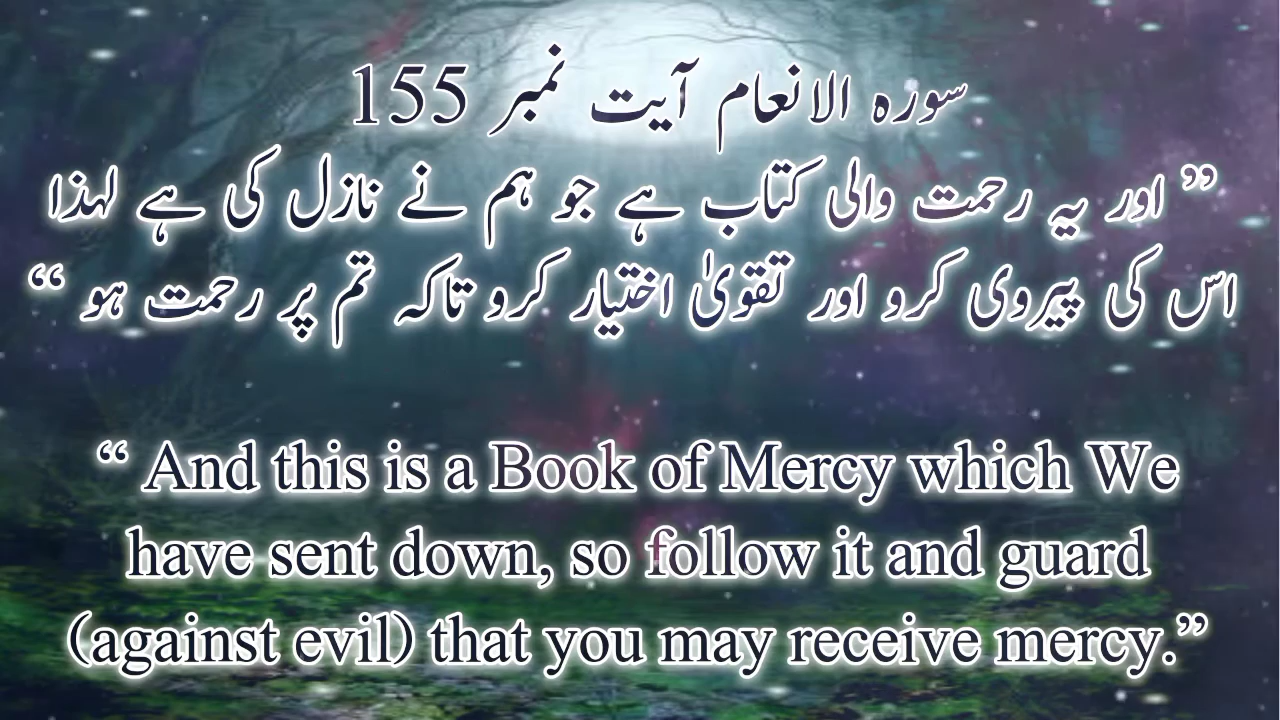 سورہ الانعام آیت نمبر 155
” اور یہ رحمت والی کتاب ہے جو ہم نے نازل کی ہے لہذا
اس کی پیروی کرو اور تقویٰ اختیار کرو تاکہ تم پر رحمت ہو “
“ And this is a Book of Mercy which We
have sent down, so follow it and guard
(against evil) that you may receive mercy.”